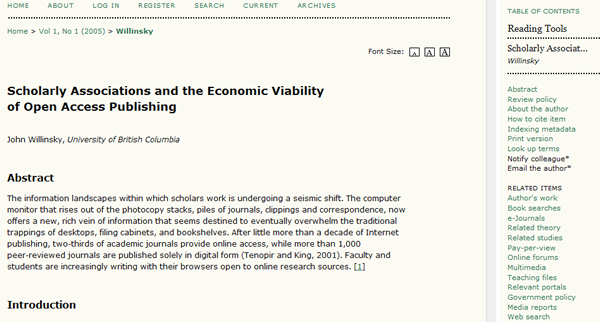 HOME ABOUT LOG IN REGISTER SEARCH CURRENT ARCHIVES
Home > Vol 1, No 1 (2005) > Willinsky
Font Size: A A A
Scholarly Associations and the Economic Viability
of Open Access Publishing
John Willinsky, University of British Columbia
Abstract
The information landscapes within which scholars work is undergoing a seismic shift. The computer
monitor that rises out of the photocopy stacks, piles of journals, clippings and correspondence, now
offers a new, rich vein of information that seems destined to eventually overwhelm the traditional
trappings of desktops, filing cabinets, and bookshelves. After little more than a decade of Internet
publishing, two-thirds of academic journals provide online access, while more than 1,000
peer-reviewed journals are published solely in digital form (Tenopir and King, 2001). Faculty and
students are increasingly writing with their browsers open to online research sources. [1]
Introduction
TABLE OF CONTENTS
Reading Tools
Scholarly Associat...
Willinsky
Abstract
Review policy
About the author
How to cite item
Indexing metadata
Print version
Look up terms
Notify colleague*
Email the author*
RELATED ITEMS
Author's work
Book searches
e-Journals
Related theory
Related studies
Pay-per-view
Online forums
Multimedia
Teaching files
Relevant portals
Government policy
Media reports
Web search